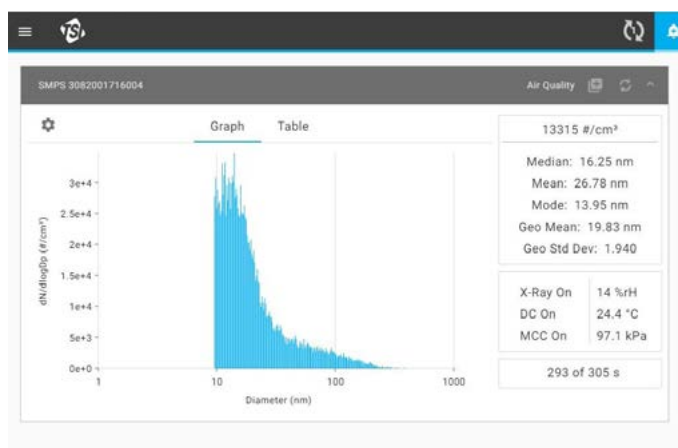 TSI
SMPS 3082001716004
Air Quality
Graph Table
dN/dlogDp (#/cm³)
3e+4
2.5e+4
2e+4
1.5e+4
1e+4
5e+3
0e+0
1 10 100 1000
Diameter (nm)
13315 #/cm³
Median: 16.25 nm
Mean: 26.78 nm
Mode: 13.95 nm
Geo Mean: 19.83 nm
Geo Std Dev: 1.940
X-Ray On 14 %rH
DC On 24.4 °C
MCC On 97.1 kPa
293 of 305 s